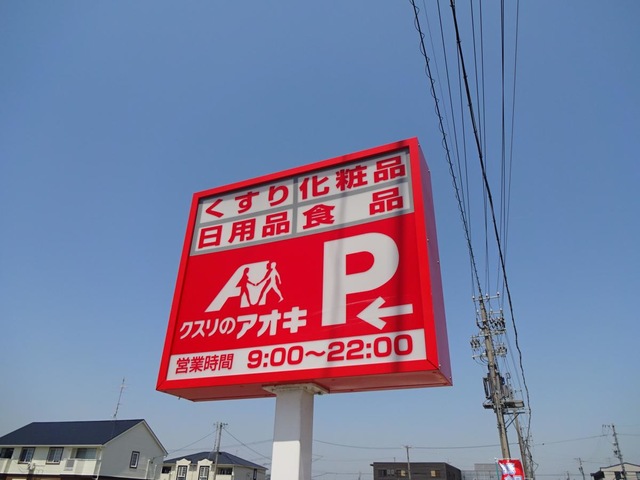 くすり 化粧品
日用品 食品
P
クスリのアオキ
営業時間 9:00〜22:00